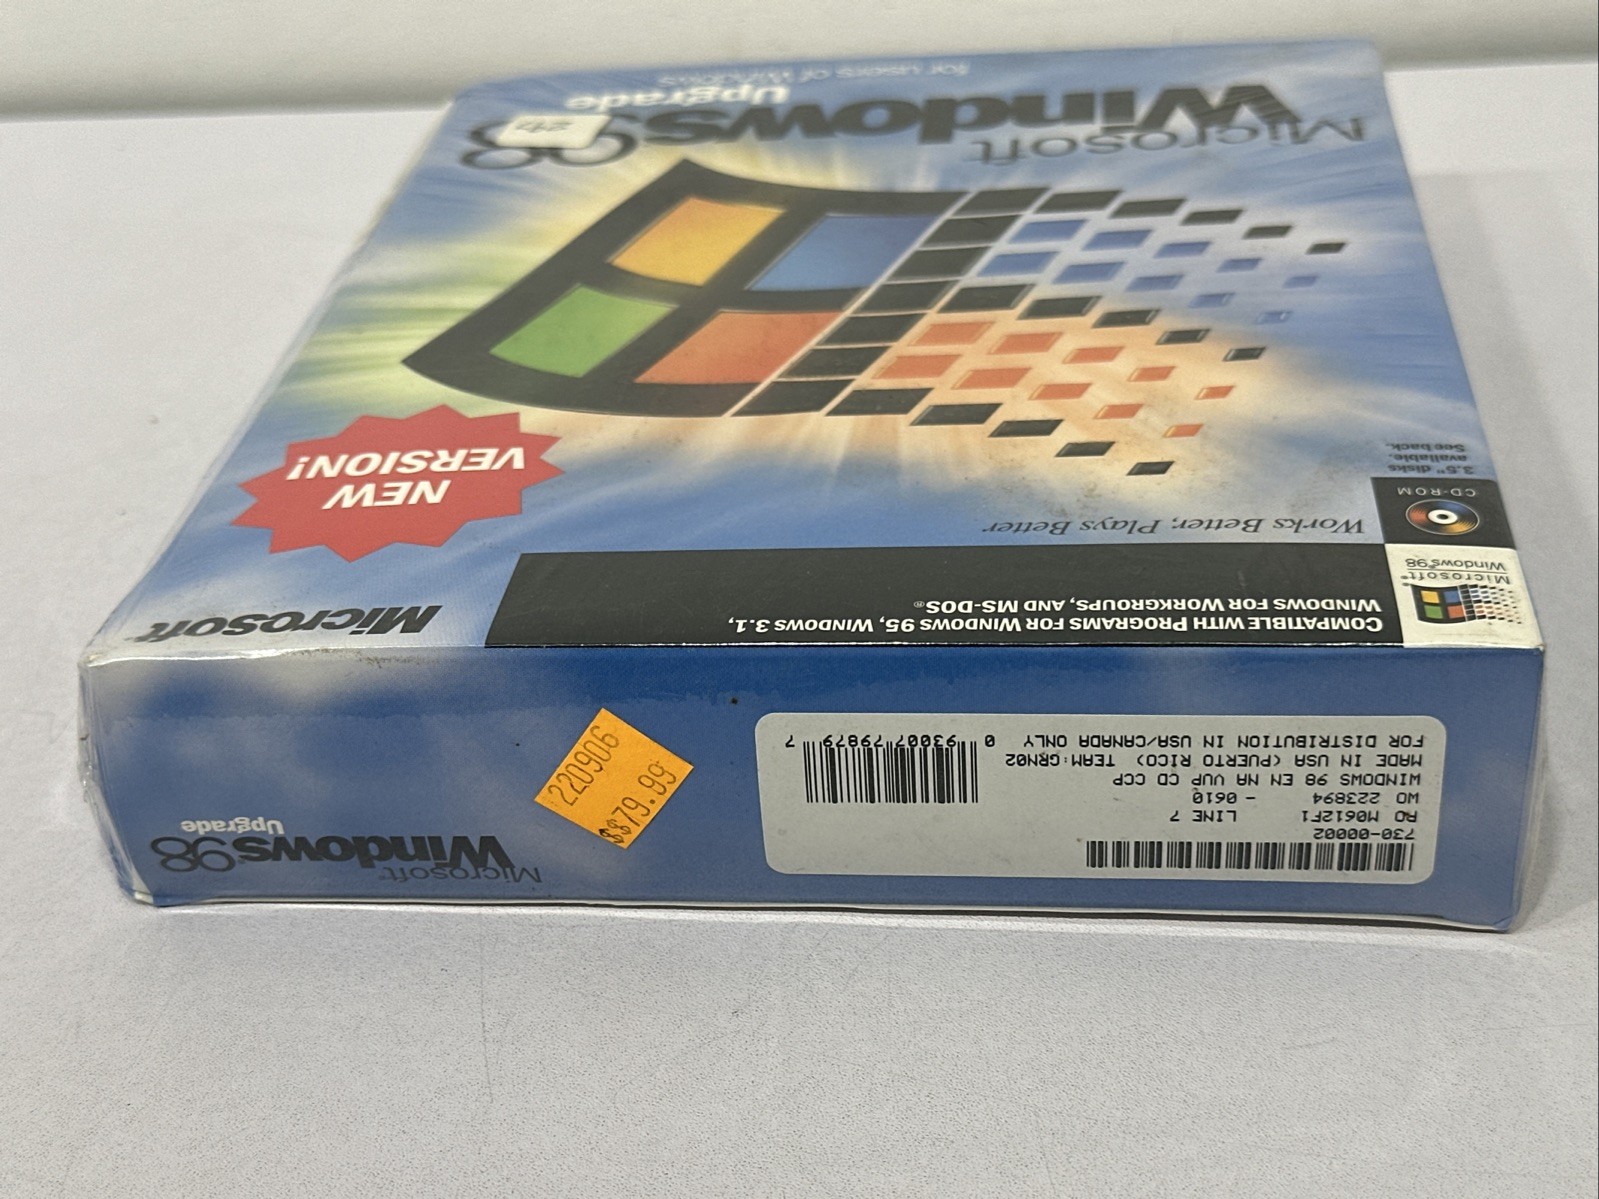 Microsoft
Windows 98
Upgrade
for users of Windows
NEW
VERSION!
3.5" disks
available.
See back.
CD-ROM
Works Better, Plays Better
Microsoft®
Windows®98
COMPATIBLE WITH PROGRAMS FOR WINDOWS 95, WINDOWS 3.1,
WINDOWS FOR WORKGROUPS, AND MS-DOS®
Microsoft
Microsoft
Windows 98
Upgrade
220906
$$79.99
730-00002
RO M0612F1 LINE 7
WO 223894 - 0610
WINDOWS 98 EN NA VUP CD CCP
MADE IN USA (PUERTO RICO) TEAM:GRN02
FOR DISTRIBUTION IN USA/CANADA ONLY
0 93007 79879 7